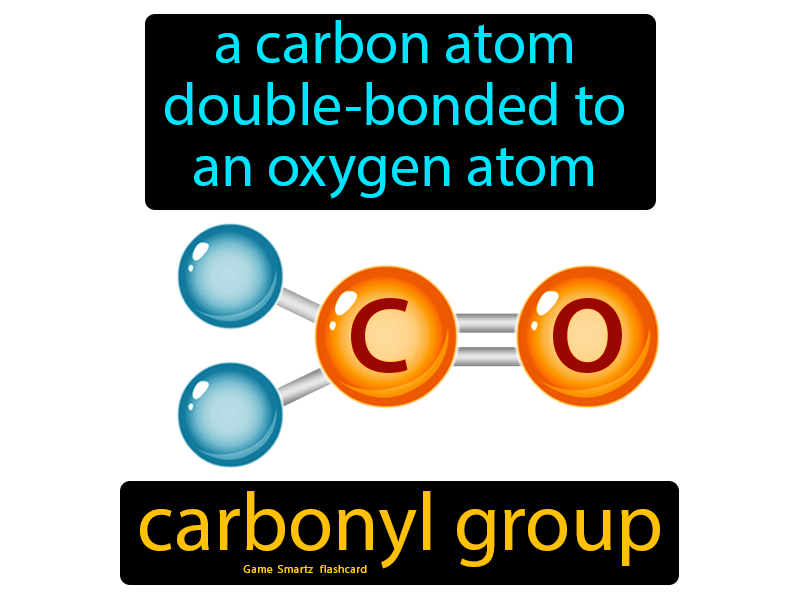 a carbon atom
double-bonded to
an oxygen atom
C O
carbonyl group
Game Smartz flashcard